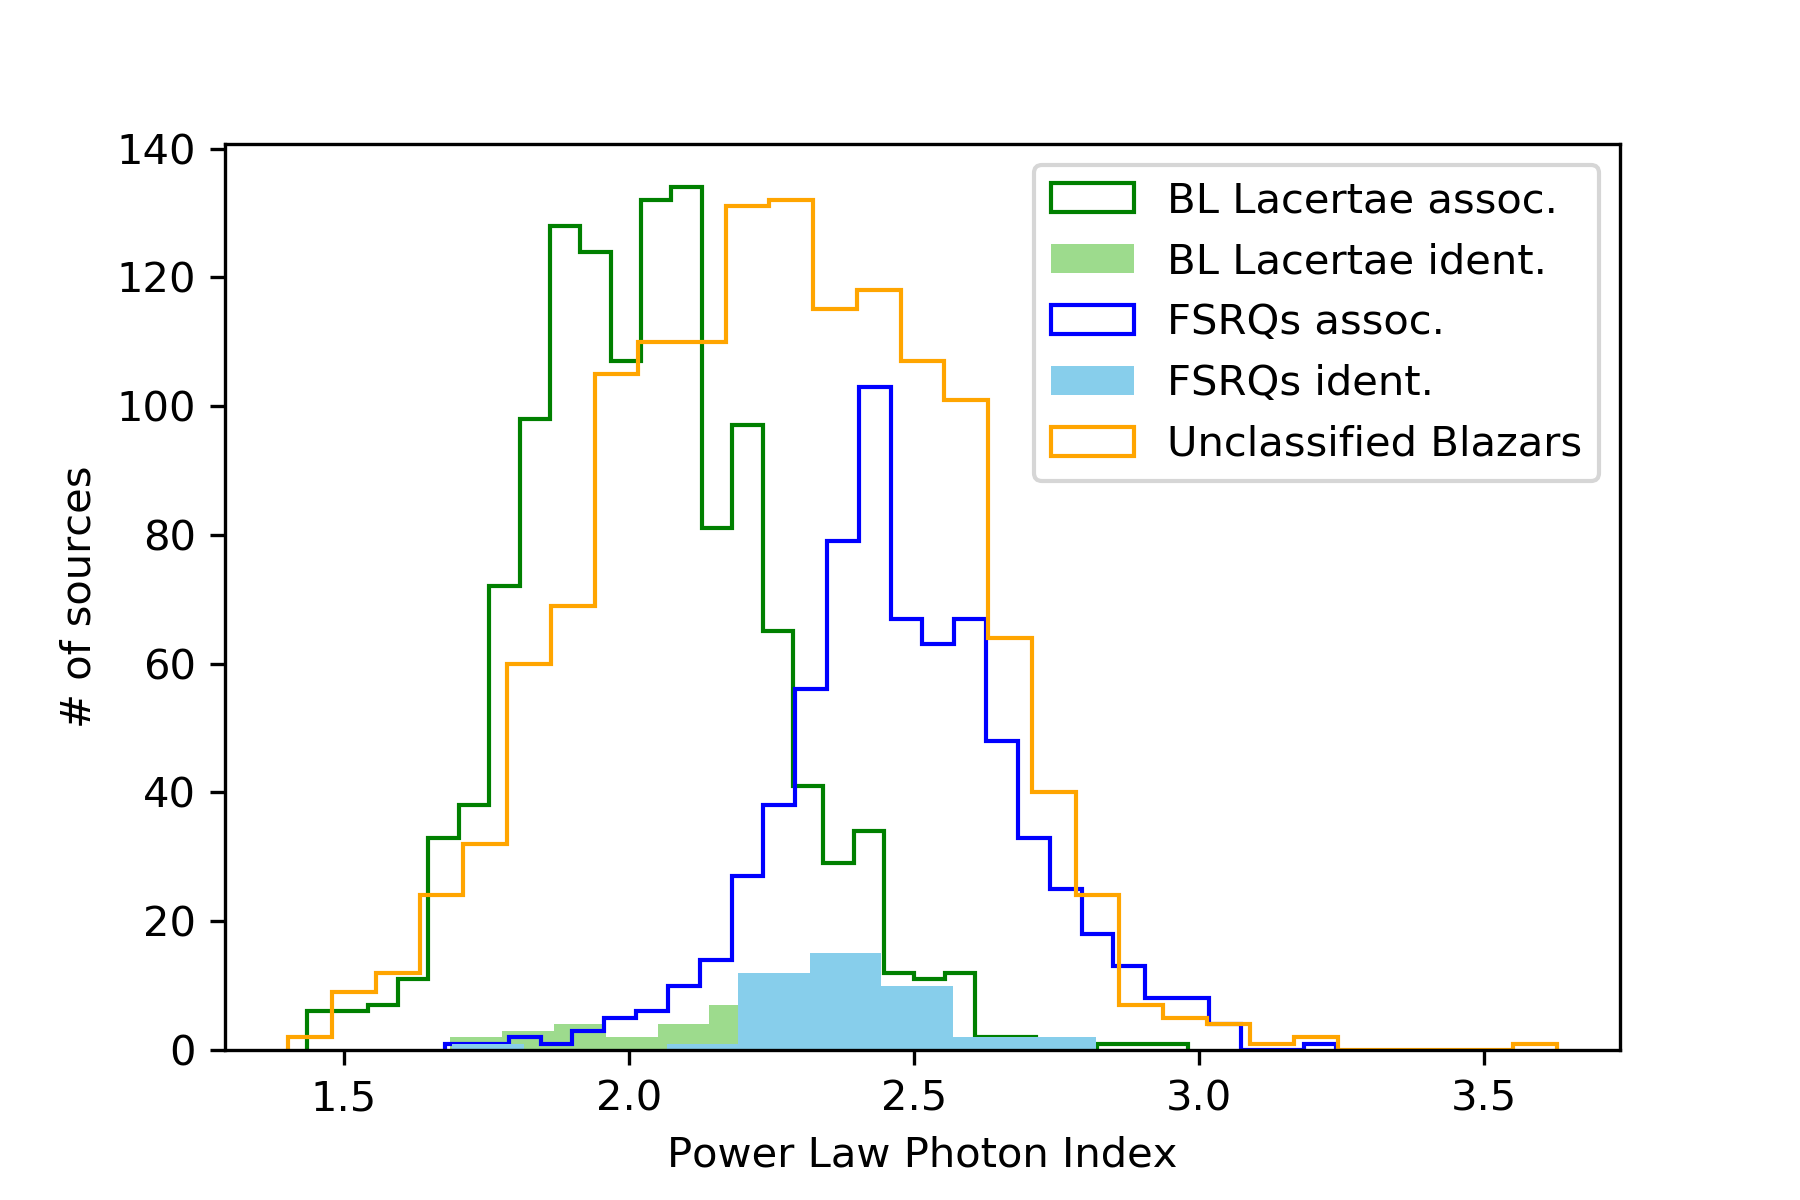 140
120
100
80
60
40
20
0
# of sources
1.5 2.0 2.5 3.0 3.5
Power Law Photon Index
BL Lacertae assoc.
BL Lacertae ident.
FSRQs assoc.
FSRQs ident.
Unclassified Blazars